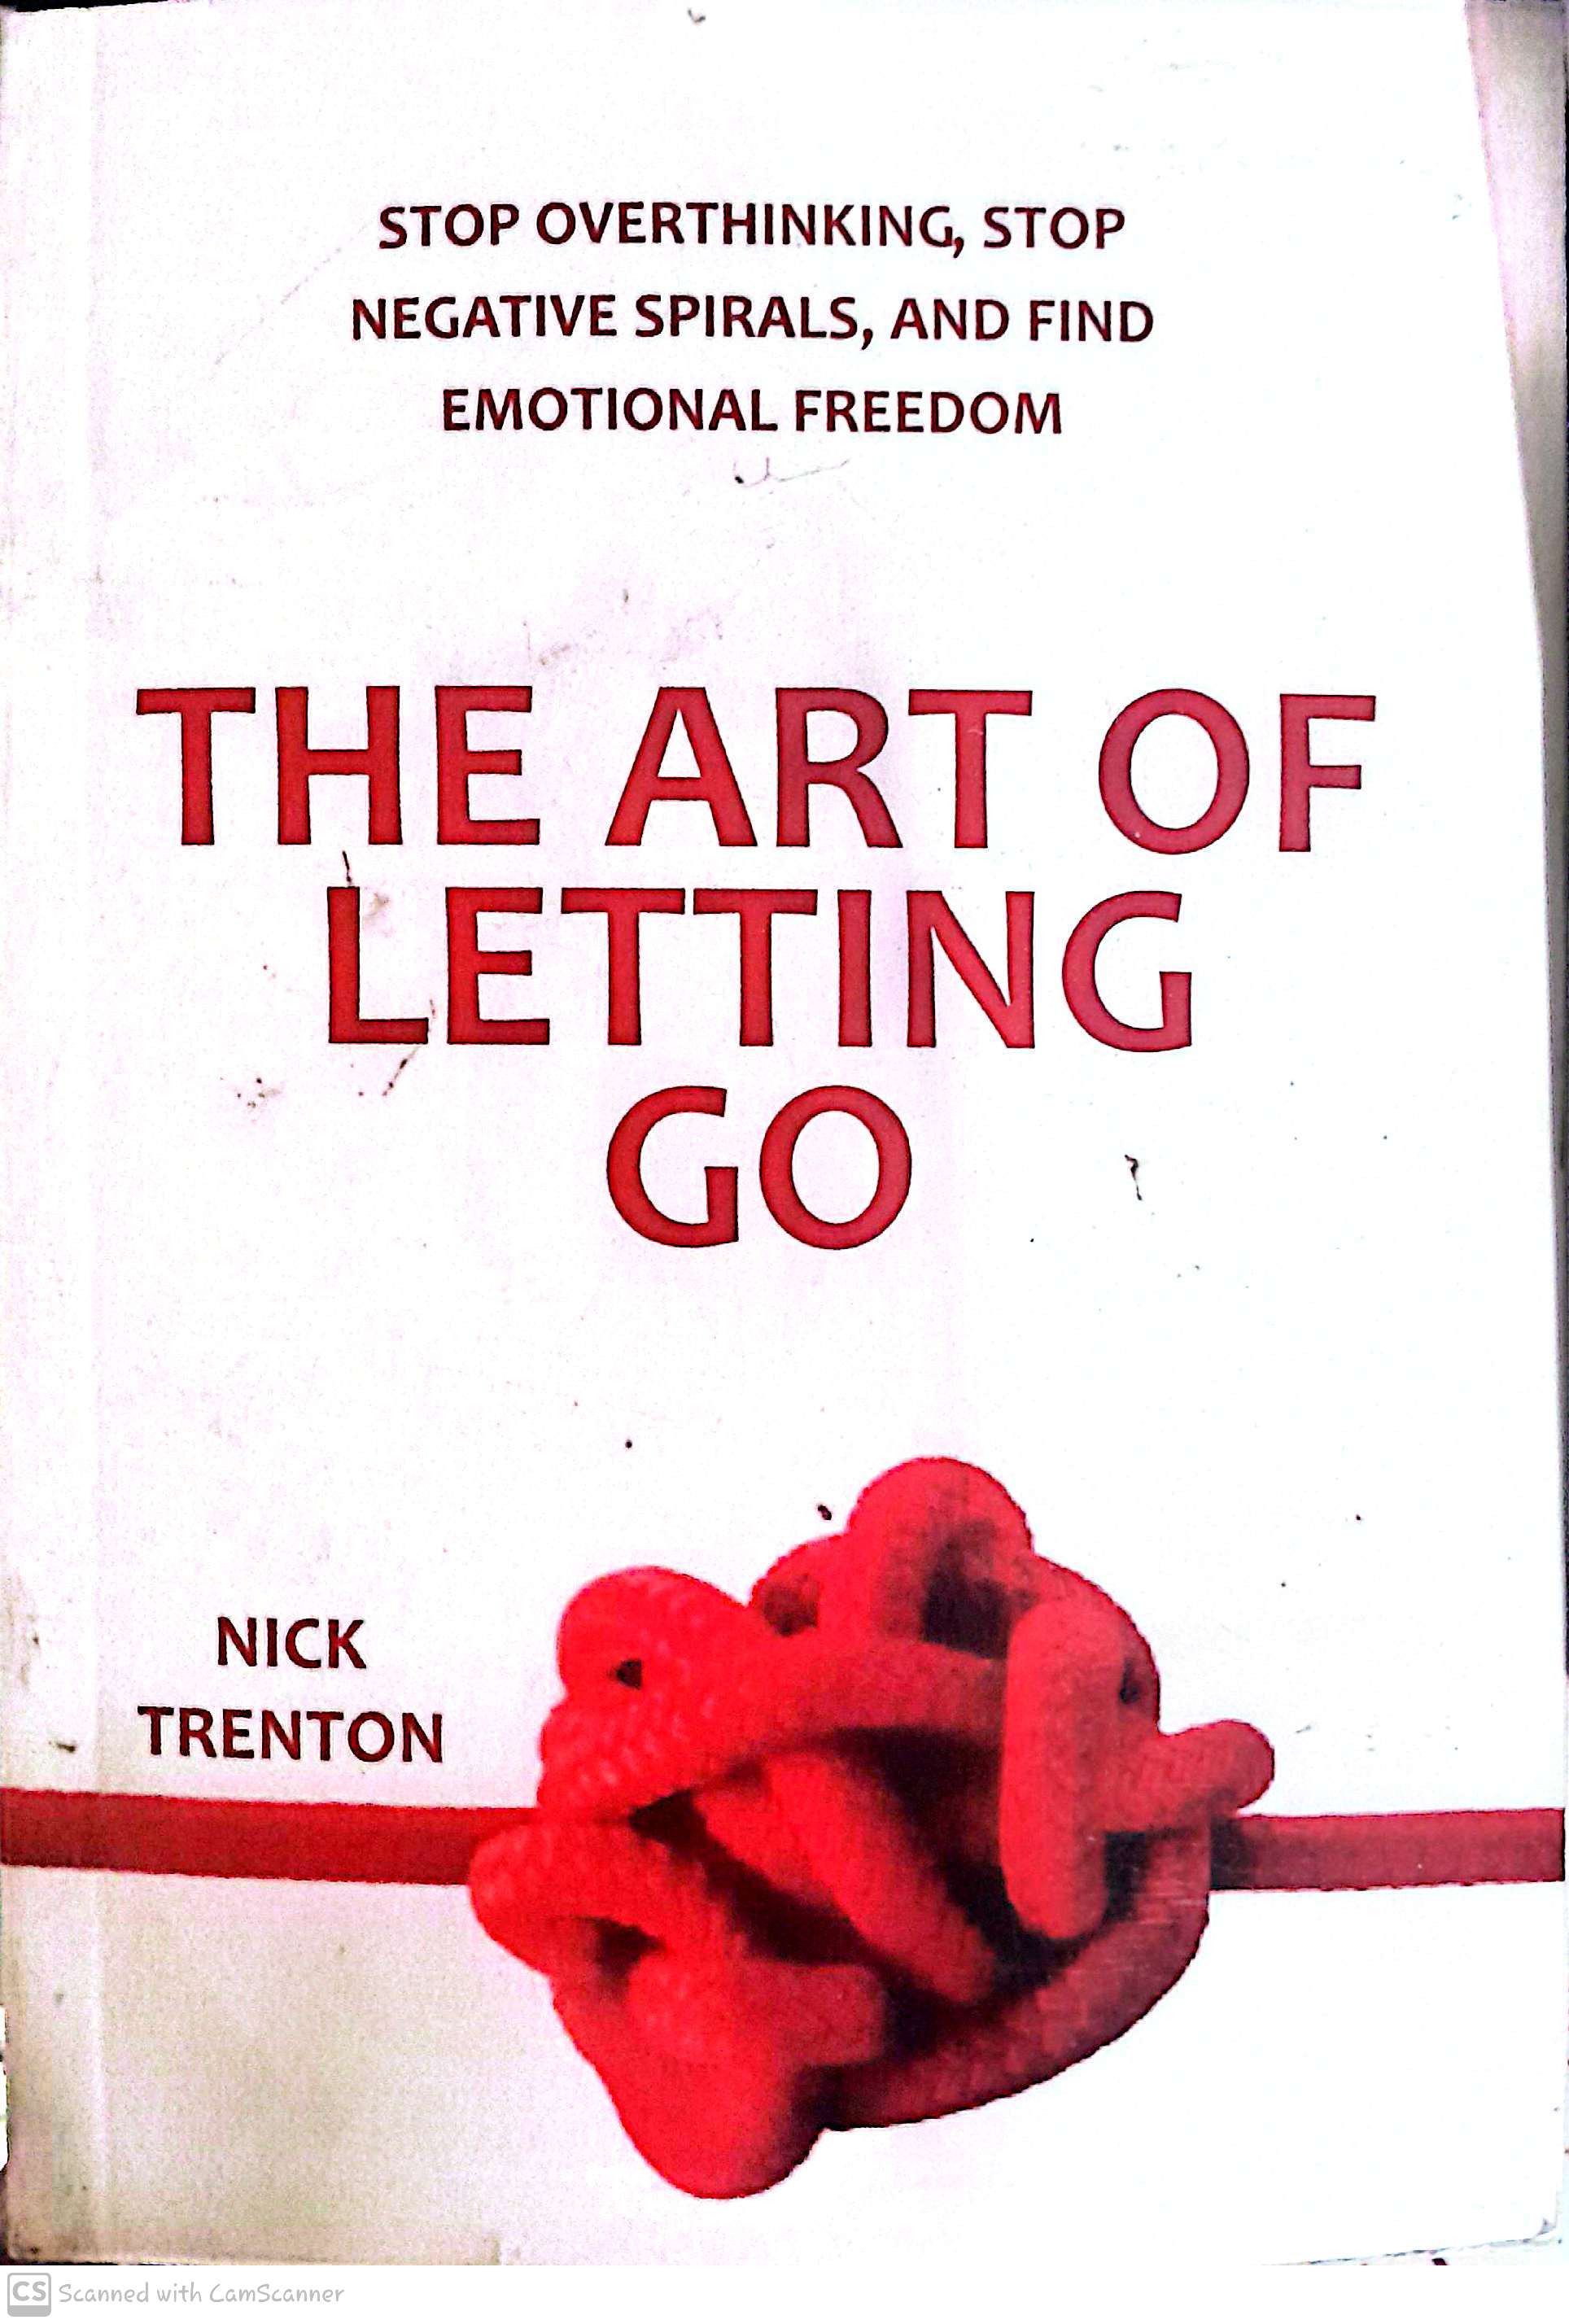 STOP OVERTHINKING, STOP
NEGATIVE SPIRALS, AND FIND
EMOTIONAL FREEDOM
THE ART OF
LETTING
GO
NICK
TRENTON
CS Scanned with CamScanner